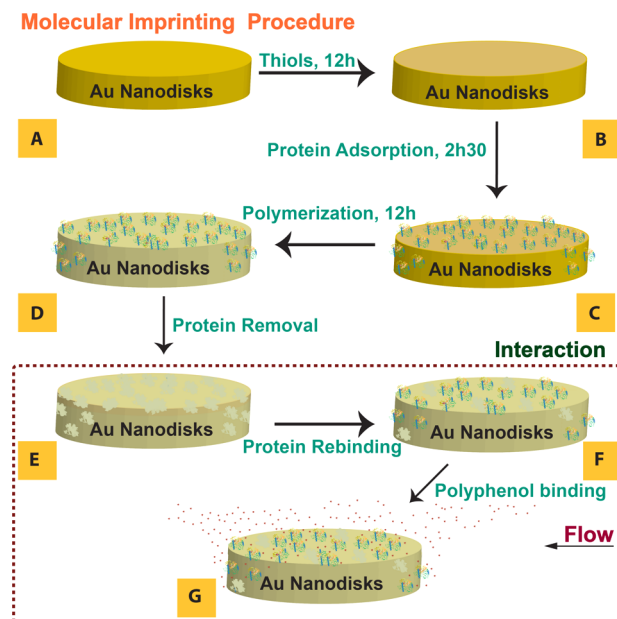 Molecular Imprinting Procedure
Thiols, 12h
Au Nanodisks
Au Nanodisks
A
B
Protein Adsorption, 2h30
Polymerization, 12h
Au Nanodisks
Au Nanodisks
D
C
Protein Removal
Interaction
Au Nanodisks
Au Nanodisks
E
Protein Rebinding
F
Polyphenol binding
Flow
Au Nanodisks
G